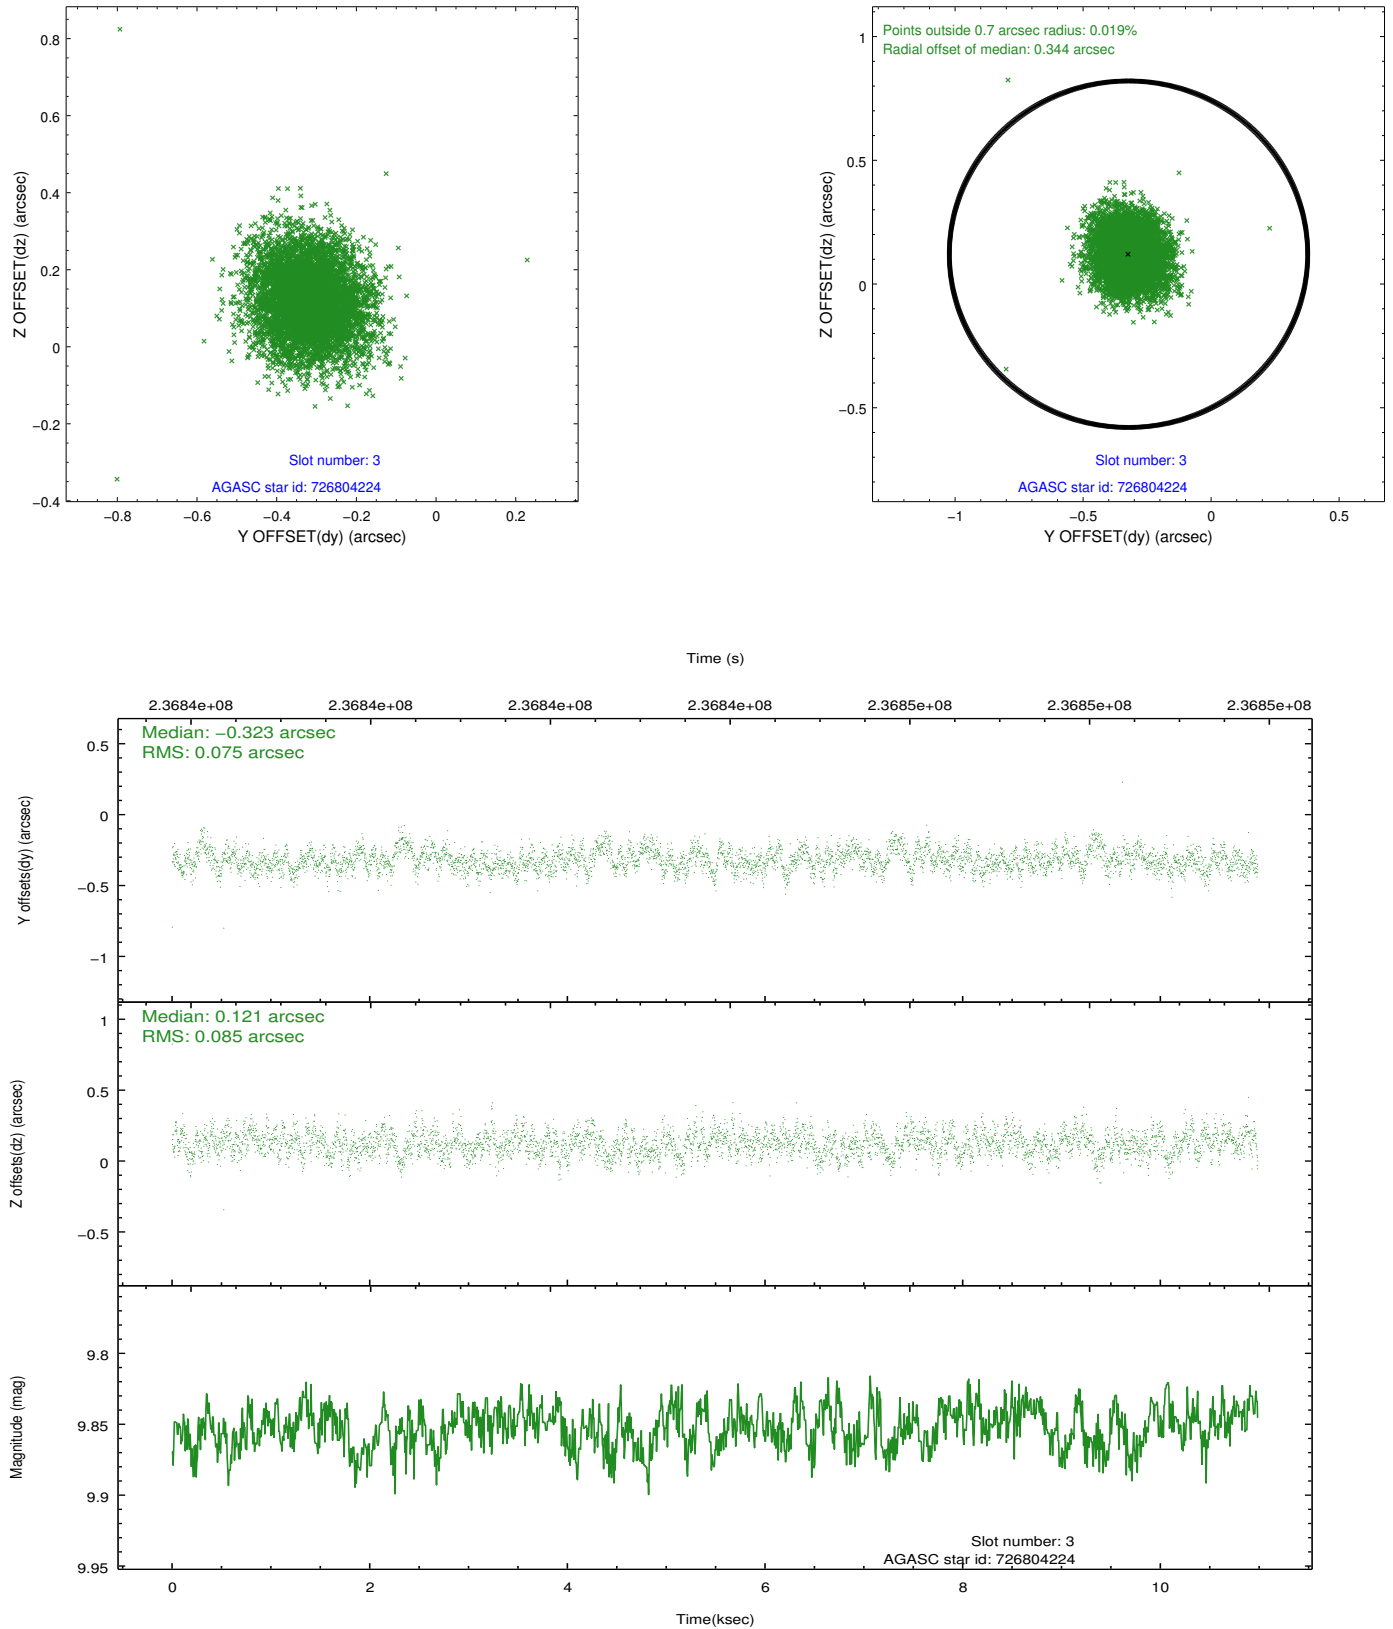 0.8
0.6
0.4
0.2
0
−0.2
−0.4
−0.8
−0.6
−0.4
−0.2
0
0.2
Z OFFSET(dz) (arcsec)
Y OFFSET(dy) (arcsec)
Slot number: 3
AGASC star id: 726804224
Points outside 0.7 arcsec radius: 0.019%
Radial offset of median: 0.344 arcsec
1
0.5
0
−0.5
−1
−0.5
0
0.5
Z OFFSET(dz) (arcsec)
Y OFFSET(dy) (arcsec)
Slot number: 3
AGASC star id: 726804224
Time (s)
2.3684e+08
2.3684e+08
2.3684e+08
2.3684e+08
2.3685e+08
2.3685e+08
2.3685e+08
Median: −0.323 arcsec
RMS: 0.075 arcsec
0.5
0
−0.5
−1
Y offsets(dy) (arcsec)
Median: 0.121 arcsec
RMS: 0.085 arcsec
1
0.5
0
−0.5
Z offsets(dz) (arcsec)
9.8
9.85
9.9
9.95
Magnitude (mag)
Slot number: 3
AGASC star id: 726804224
0
2
4
6
8
10
Time(ksec)